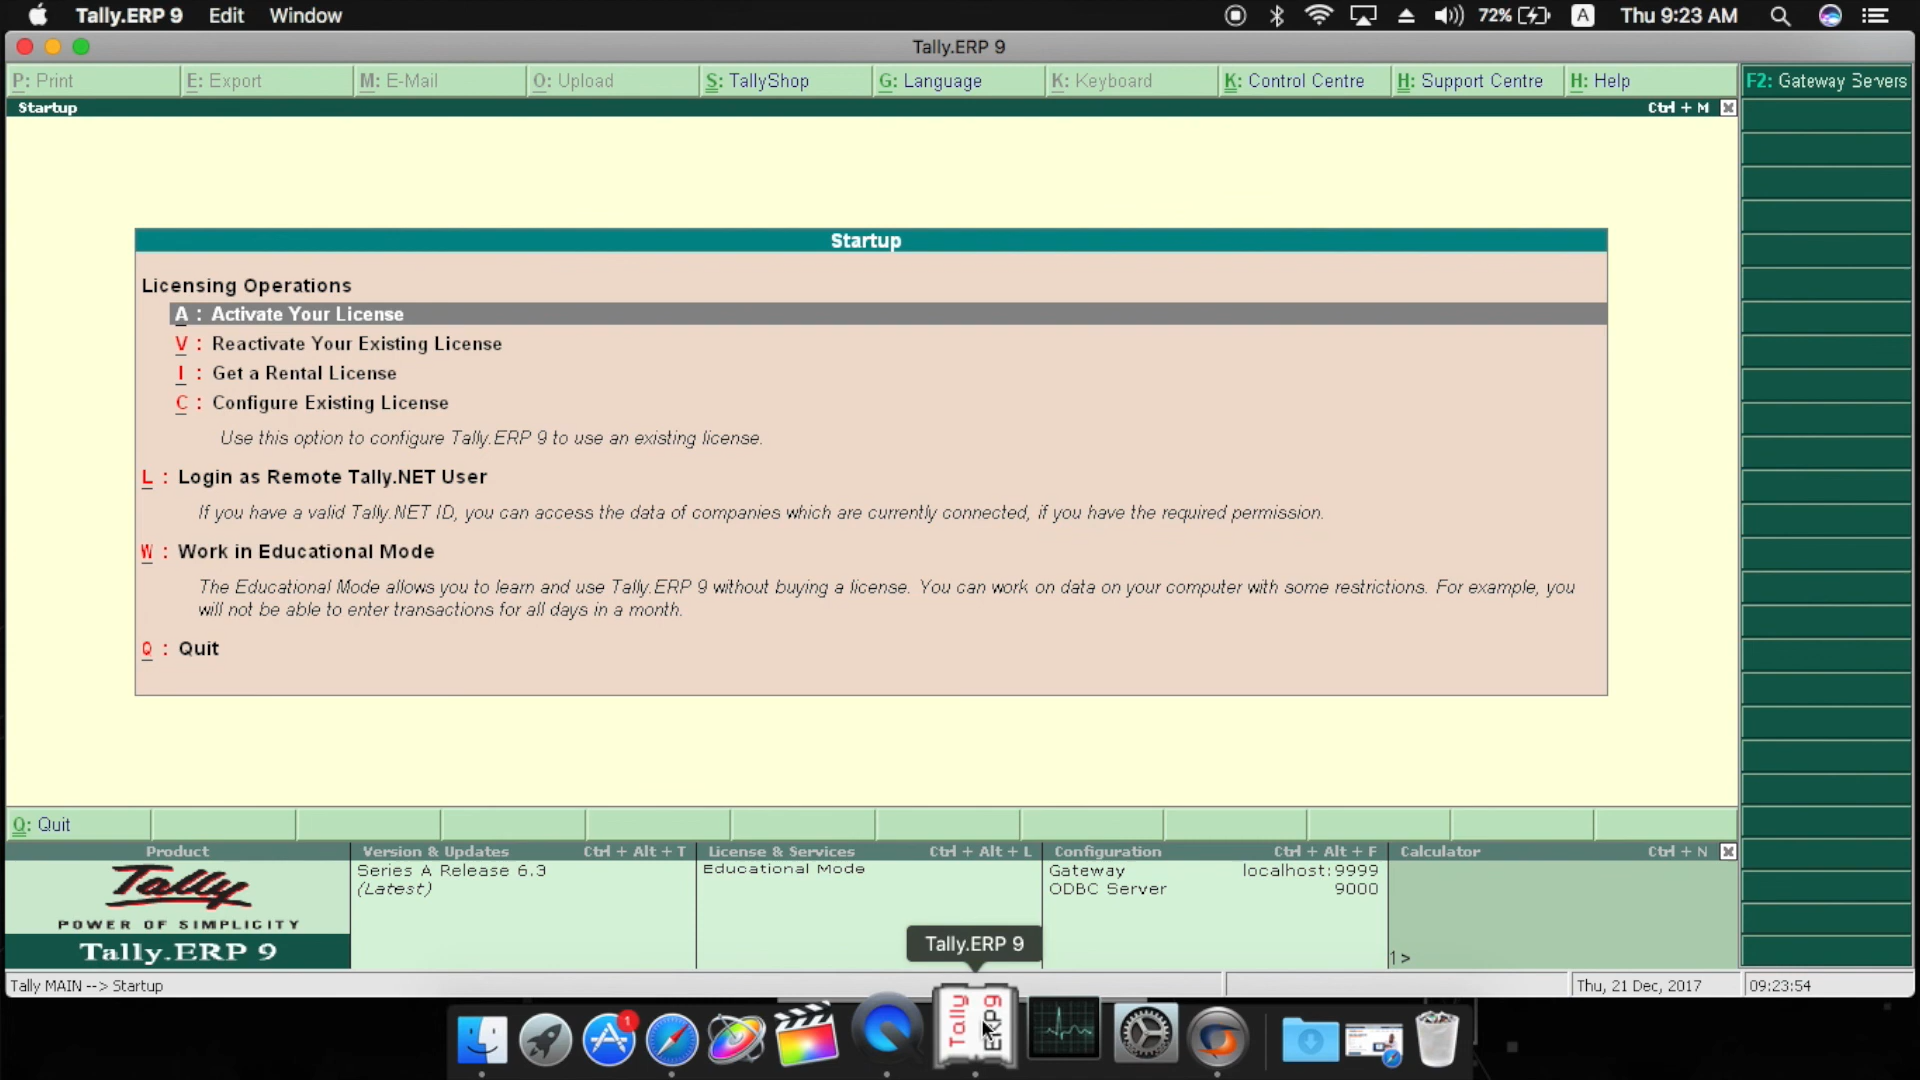 Tally.ERP 9 Edit Window 72% A Thu 9:23 AM
Tally.ERP 9
P: Print E: Export M: E-Mail O: Upload S: TallyShop G: Language K: Keyboard K: Control Centre H: Support Centre H: Help F2: Gateway Servers
Startup Ctrl + M
Startup
Licensing Operations
A : Activate Your License
V : Reactivate Your Existing License
I : Get a Rental License
C : Configure Existing License
Use this option to configure Tally.ERP 9 to use an existing license.
L : Login as Remote Tally.NET User
If you have a valid Tally.NET ID, you can access the data of companies which are currently connected, if you have the required permission.
W : Work in Educational Mode
The Educational Mode allows you to learn and use Tally.ERP 9 without buying a license. You can work on data on your computer with some restrictions. For example, you
will not be able to enter transactions for all days in a month.
Q : Quit
Q: Quit
Product Version & Updates Ctrl + Alt + T License & Services Ctrl + Alt + L Configuration Ctrl + Alt + F Calculator Ctrl + N
Tally
POWER OF SIMPLICITY
Tally.ERP 9
Series A Release 6.3
(Latest)
Educational Mode
Gateway localhost:9999
ODBC Server 9000
1>
Tally.ERP 9
Tally MAIN --> Startup Thu, 21 Dec, 2017 09:23:54
1
Tally
ERP9